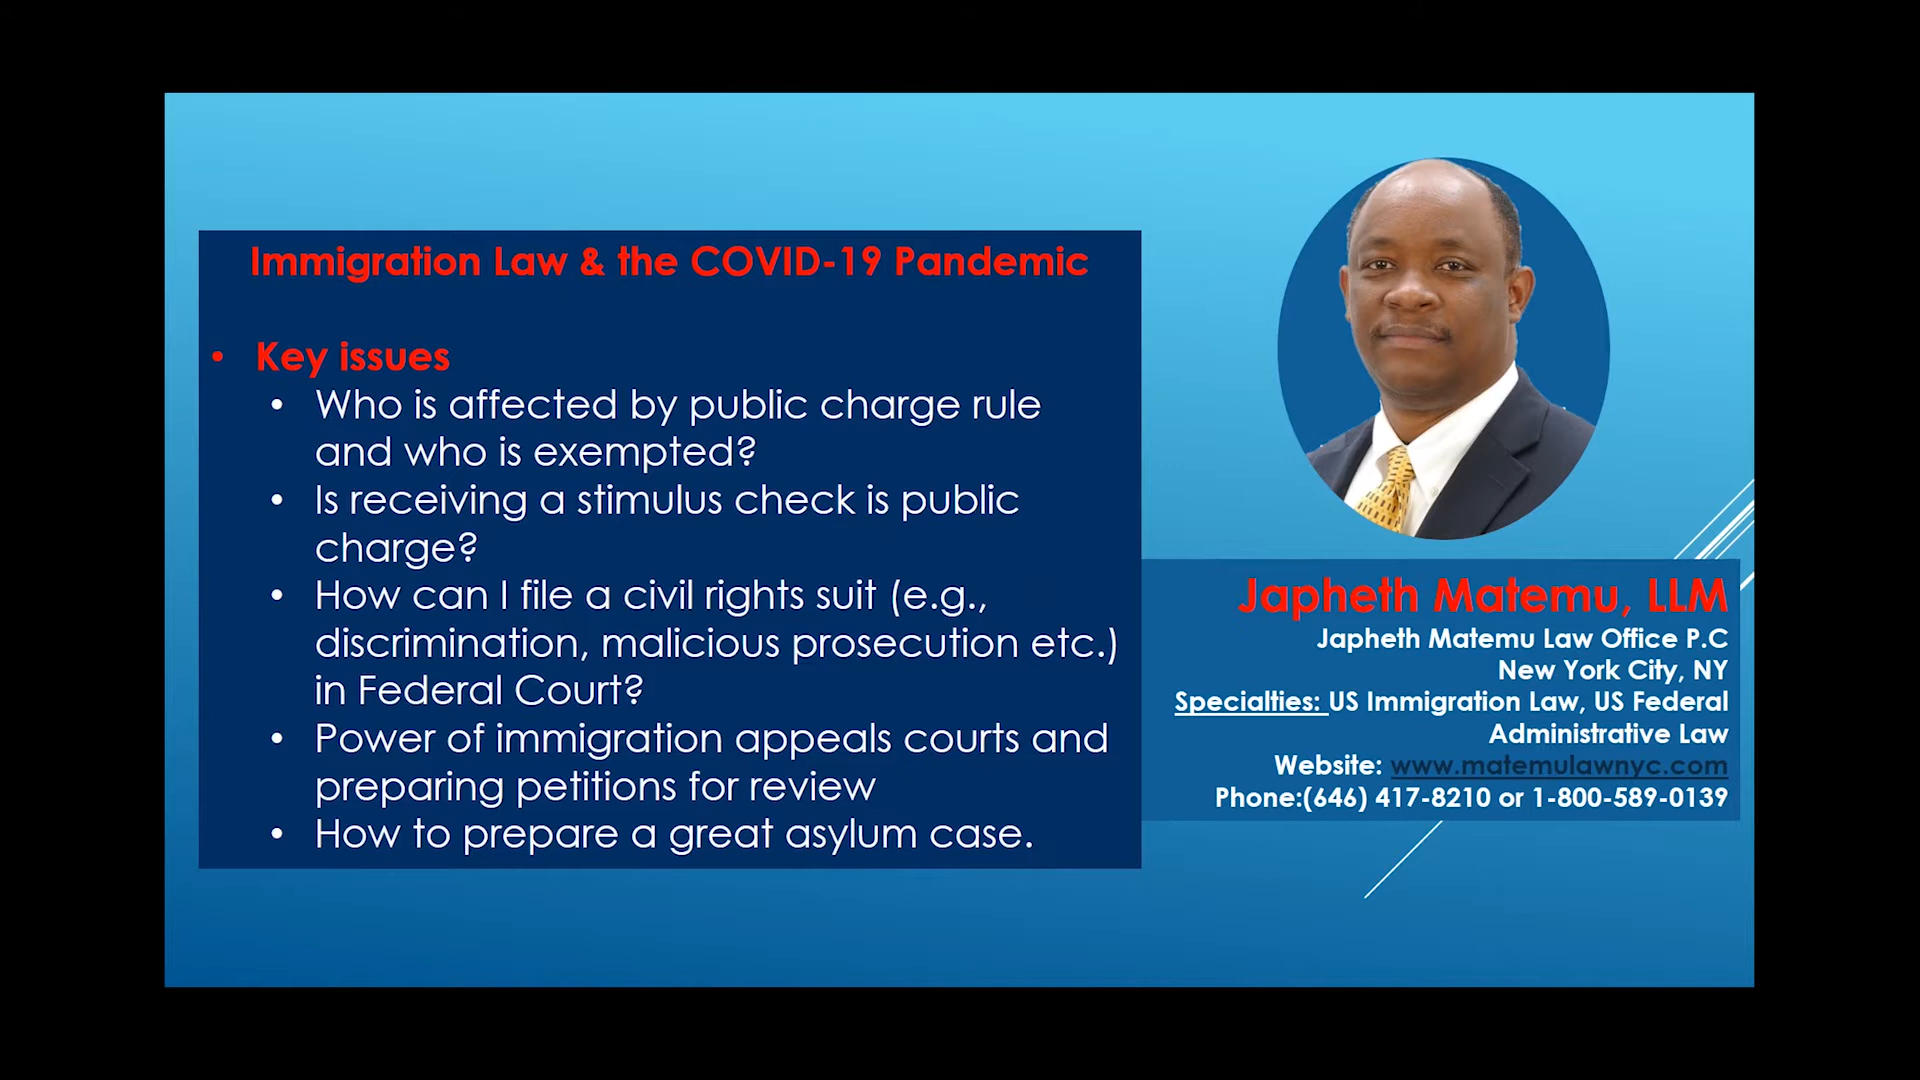 Immigration Law & the COVID-19 Pandemic
• Key issues
• Who is affected by public charge rule
and who is exempted?
• Is receiving a stimulus check is public
charge?
• How can I file a civil rights suit (e.g.,
discrimination, malicious prosecution etc.)
in Federal Court?
• Power of immigration appeals courts and
preparing petitions for review
• How to prepare a great asylum case.
Japheth Matemu, LLM
Japheth Matemu Law Office P.C
New York City, NY
Specialties: US Immigration Law, US Federal
Administrative Law
Website: www.matemulawnyc.com
Phone:(646) 417-8210 or 1-800-589-0139